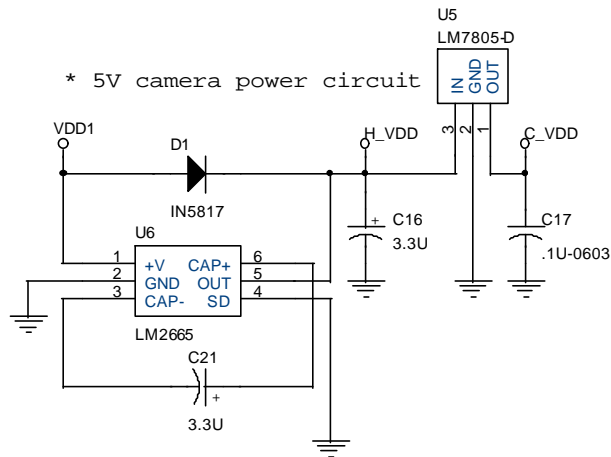 U5
LM7805-D
* 5V camera power circuit
IN
GND
OUT
3
2
1
VDD1
D1
H_VDD
C_VDD
IN5817
C16
+
3.3U
C17
.1U-0603
U6
1 +V CAP+ 6
2 GND OUT 5
3 CAP- SD 4
LM2665
C21
+
3.3U